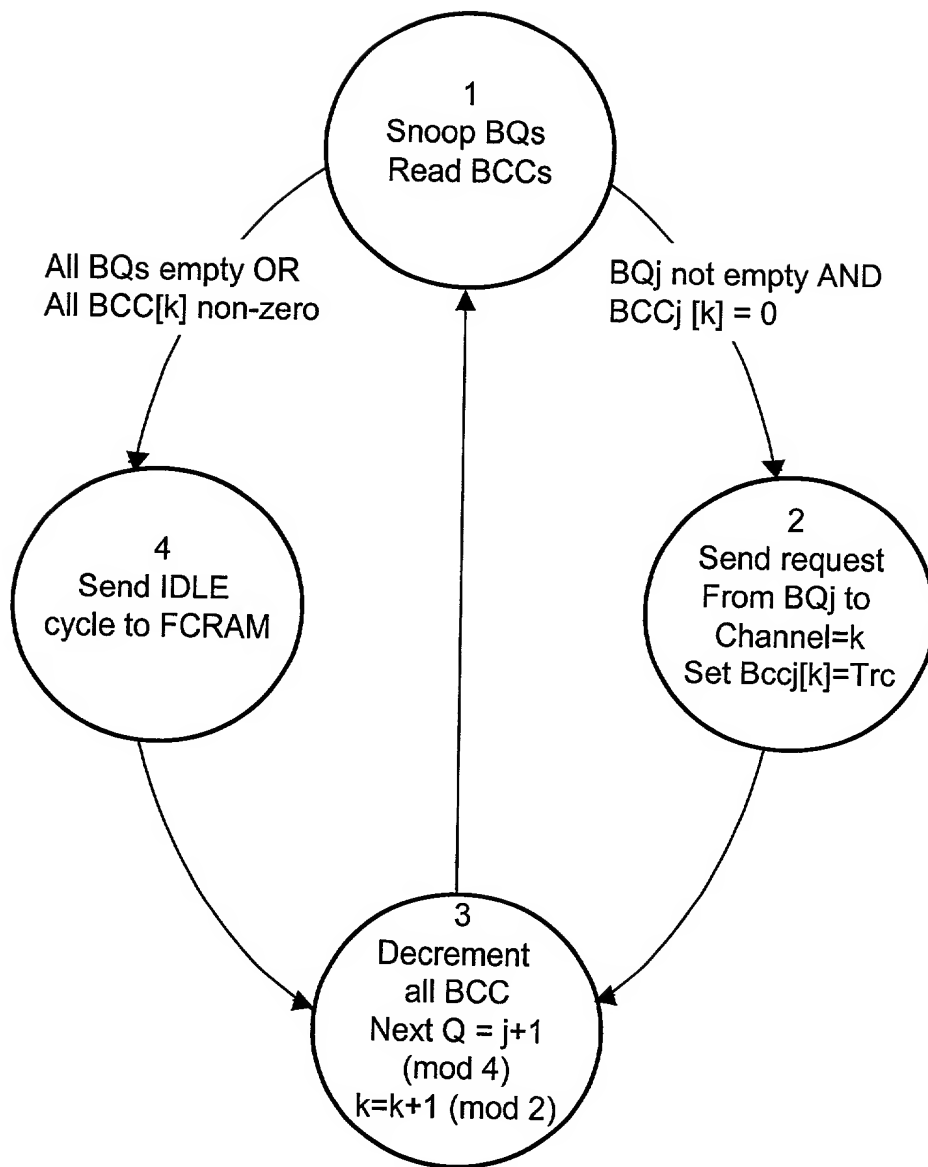 1
Snoop BQs
Read BCCs
All BQs empty OR
All BCC[k] non-zero
BQj not empty AND
BCCj [k] = 0
4
Send IDLE
cycle to FCRAM
2
Send request
From BQj to
Channel=k
Set Bccj[k]=Trc
3
Decrement
all BCC
Next Q = j+1
(mod 4)
k=k+1 (mod 2)